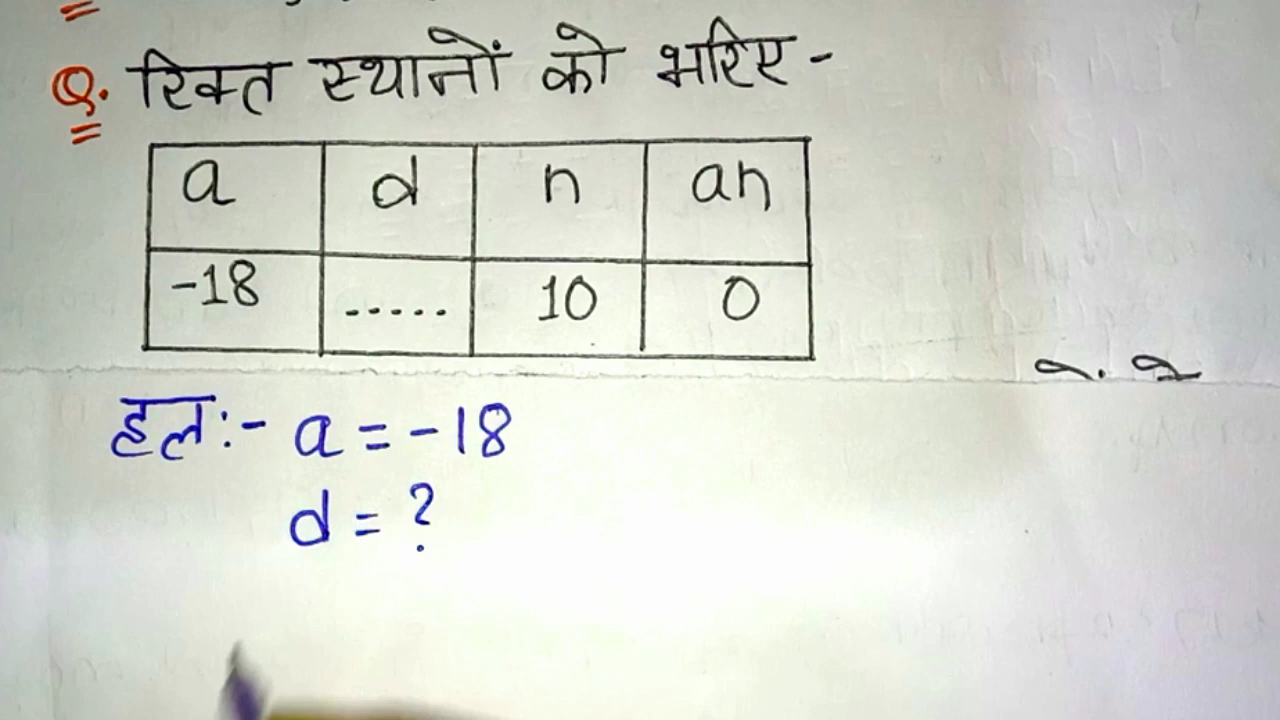 Q. रिक्त स्थानों को भरिए -
a d n an
-18 ..... 10 0
हल :- a = -18
d = ?